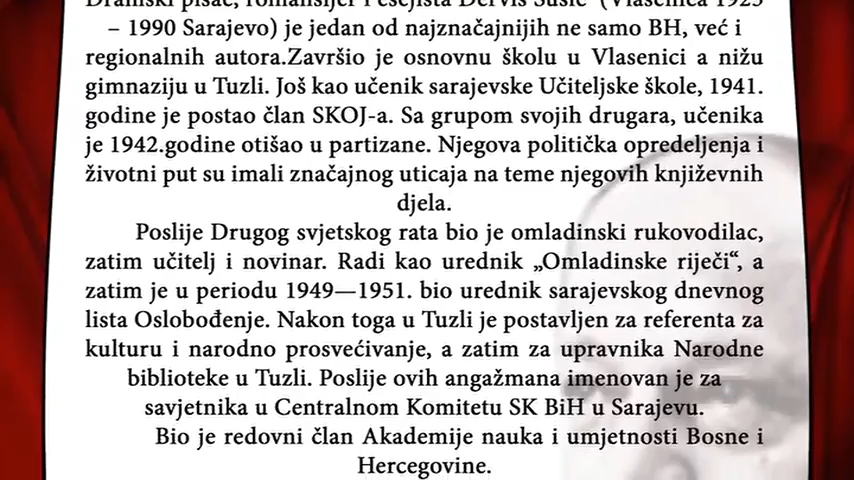 Dramski pisac, romansijer i esejista Derviš Sušić (Vlasenica 1925
– 1990 Sarajevo) je jedan od najznačajnijih ne samo BH, već i
regionalnih autora.Završio je osnovnu školu u Vlasenici a nižu
gimnaziju u Tuzli. Još kao učenik sarajevske Učiteljske škole, 1941.
godine je postao član SKOJ-a. Sa grupom svojih drugara, učenika
je 1942.godine otišao u partizane. Njegova politička opredeljenja i
životni put su imali značajnog uticaja na teme njegovih književnih
djela.
Poslije Drugog svjetskog rata bio je omladinski rukovodilac,
zatim učitelj i novinar. Radi kao urednik „Omladinske riječi“, a
zatim je u periodu 1949—1951. bio urednik sarajevskog dnevnog
lista Oslobođenje. Nakon toga u Tuzli je postavljen za referenta za
kulturu i narodno prosvećivanje, a zatim za upravnika Narodne
biblioteke u Tuzli. Poslije ovih angažmana imenovan je za
savjetnika u Centralnom Komitetu SK BiH u Sarajevu.
Bio je redovni član Akademije nauka i umjetnosti Bosne i
Hercegovine.